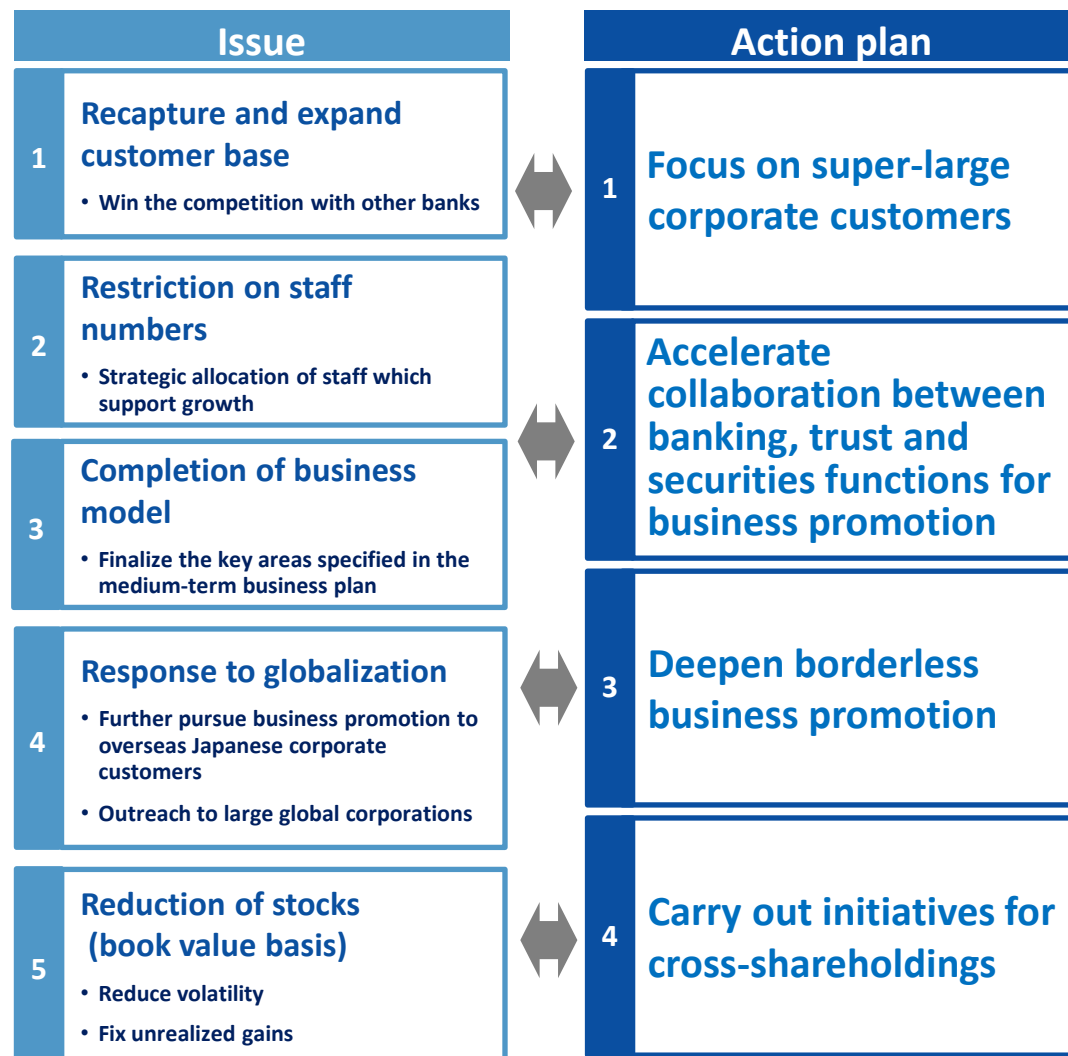 Issue
1
Recapture and expand
customer base
• Win the competition with other banks
2
Restriction on staff
numbers
• Strategic allocation of staff which
support growth
3
Completion of business
model
• Finalize the key areas specified in the
medium-term business plan
4
Response to globalization
• Further pursue business promotion to
overseas Japanese corporate
customers
• Outreach to large global corporations
5
Reduction of stocks
(book value basis)
• Reduce volatility
• Fix unrealized gains
Action plan
1
Focus on super-large
corporate customers
2
Accelerate
collaboration between
banking, trust and
securities functions for
business promotion
3
Deepen borderless
business promotion
4
Carry out initiatives for
cross-shareholdings